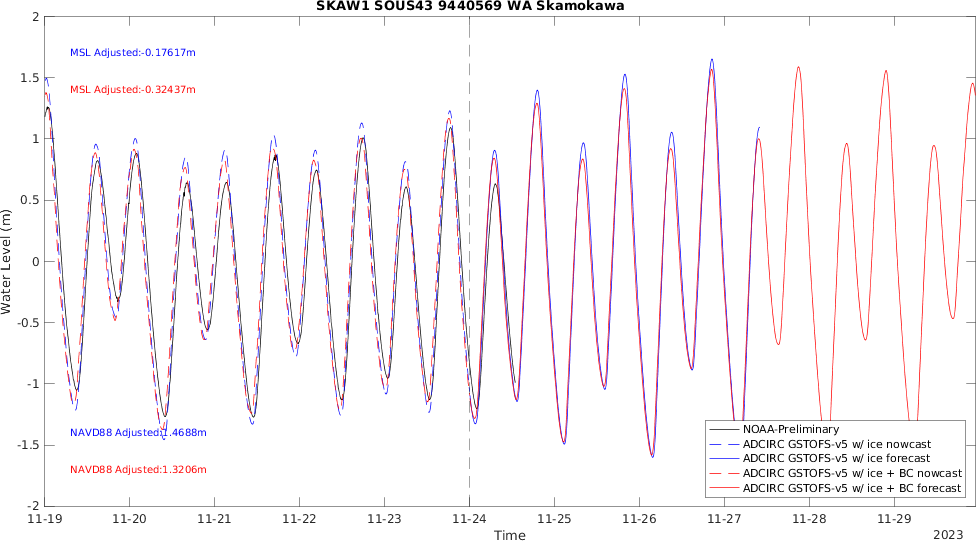 SKAW1 SOUS43 9440569 WA Skamokawa
2
1.5
1
0.5
0
-0.5
-1
-1.5
-2
Water Level (m)
MSL Adjusted:-0.17617m
MSL Adjusted:-0.32437m
NAVD88 Adjusted:1.4688m
NAVD88 Adjusted:1.3206m
NOAA-Preliminary
ADCIRC GSTOFS-v5 w/ ice nowcast
ADCIRC GSTOFS-v5 w/ ice forecast
ADCIRC GSTOFS-v5 w/ ice + BC nowcast
ADCIRC GSTOFS-v5 w/ ice + BC forecast
11-19 11-20 11-21 11-22 11-23 11-24 11-25 11-26 11-27 11-28 11-29
Time
2023